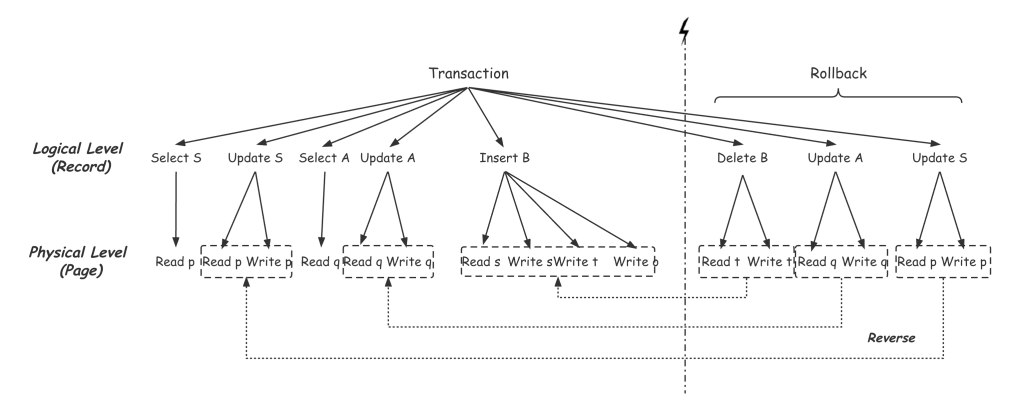 Transaction
Rollback
Logical Level
(Record)
Select S
Update S
Select A
Update A
Insert B
Delete B
Update A
Update S
Physical Level
(Page)
Read p
Read p Write p
Read q
Read q Write q
Read s Write s Write t Write o
Read t Write t
Read q Write q
Read p Write p
Reverse